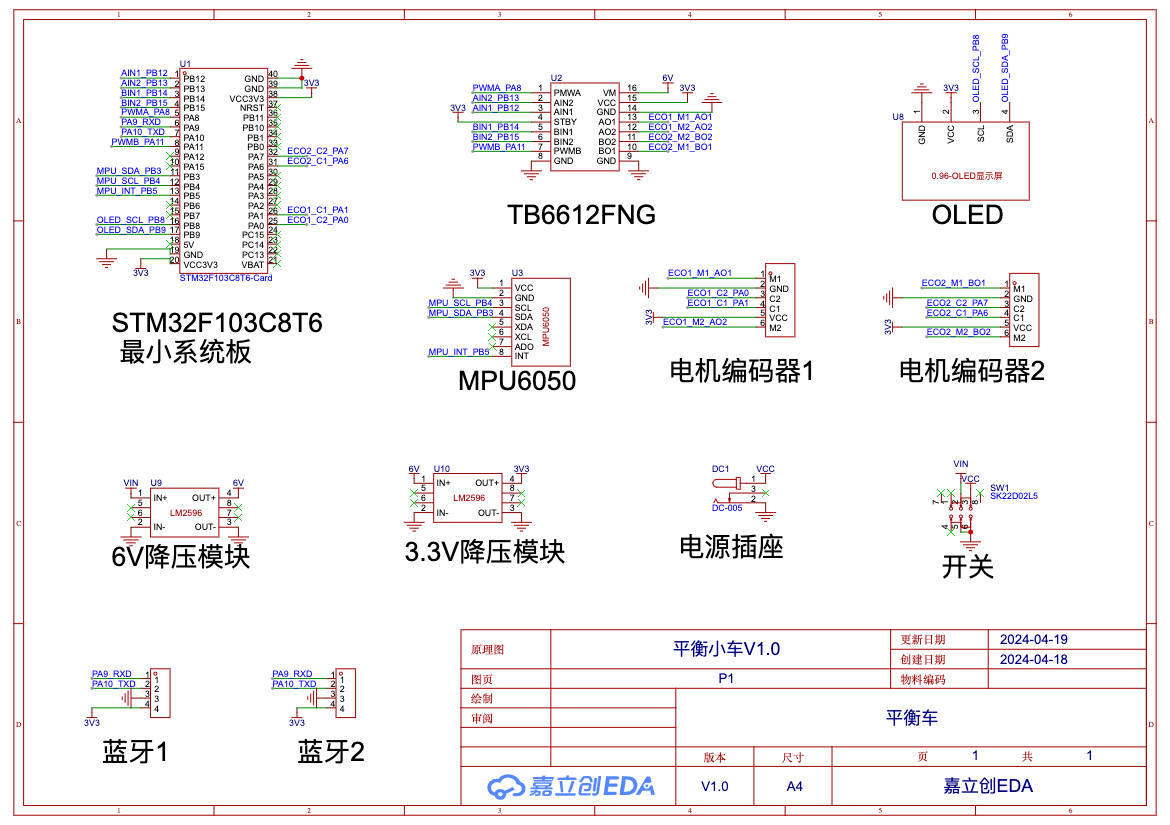 1 2 3 4 5 6
A
B
C
D
U1
AIN1_PB12 1 PB12
AIN2_PB13 2 PB13
BIN1_PB14 3 PB14
BIN2_PB15 4 PB15
PWMA_PA8 5 PA8
PA9_RXD 6 PA9
PA10_TXD 7 PA10
PWMB_PA11 8 PA11
9 PA12
10 PA15
MPU_SDA_PB3 11 PB3
MPU_SCL_PB4 12 PB4
MPU_INT_PB5 13 PB5
14 PB6
15 PB7
OLED_SCL_PB8 16 PB8
OLED_SDA_PB9 17 PB9
18 5V
19 GND
20 VCC3V3
3V3
GND 40
GND 39
VCC3V3 38 3V3
NRST 37
PB11 36
PB10 35
PB1 34
PB0 33
PA7 32 ECO2_C2_PA7
PA6 31 ECO2_C1_PA6
PA5 30
PA4 29
PA3 28
PA2 27
PA1 26 ECO1_C1_PA1
PA0 25 ECO1_C2_PA0
PC15 24
PC14 23
PC13 22
VBAT 21
STM32F103C8T6-Card
STM32F103C8T6
最小系统板
U2
PWMA_PA8 1 PMWA
AIN2_PB13 2 AIN2
AIN1_PB12 3 AIN1
3V3 4 STBY
BIN1_PB14 5 BIN1
BIN2_PB15 6 BIN2
PWMB_PA11 7 PWMB
8 GND
VM 16 6V
VCC 15 3V3
GND 14
AO1 13 ECO1_M1_AO1
AO2 12 ECO1_M2_AO2
BO2 11 ECO2_M2_BO2
BO1 10 ECO2_M1_BO1
GND 9
TB6612FNG
OLED_SCL_PB8
OLED_SDA_PB9
3V3
U8
1 2 3 4
GND VCC SCL SDA
0.96-OLED显示屏
OLED
U3
3V3
1 VCC
2 GND
MPU_SCL_PB4 3 SCL
MPU_SDA_PB3 4 SDA
5 XDA
6 XCL
7 ADO
MPU_INT_PB5 8 INT
MPU6050
MPU6050
ECO1_M1_AO1 1 M1
2 GND
ECO1_C2_PA0 3 C2
ECO1_C1_PA1 4 C1
3V3 5 VCC
ECO1_M2_AO2 6 M2
电机编码器1
ECO2_M1_BO1 1 M1
2 GND
ECO2_C2_PA7 3 C2
ECO2_C1_PA6 4 C1
3V3 5 VCC
ECO2_M2_BO2 6 M2
电机编码器2
VIN U9 6V
1 IN+ OUT+ 4
5 8
6 LM2596 7
2 IN- OUT- 3
6V降压模块
6V U10 3V3
1 IN+ OUT+ 4
5 8
6 LM2596 7
2 IN- OUT- 3
3.3V降压模块
DC1 VCC
1
3
2
DC-005
电源插座
VIN
VCC
SW1
SK22D02L5
7 1 2 3 8
4 5 6
开关
PA9_RXD 1 1
PA10_TXD 2 2
3 3
4 4
3V3
蓝牙1
PA9_RXD 1 1
PA10_TXD 2 2
3 3
4 4
3V3
蓝牙2
原理图 平衡小车V1.0 更新日期 2024-04-19
创建日期 2024-04-18
图页 P1 物料编码
绘制
审阅
平衡车
版本 尺寸 页 1 共 1
嘉立创EDA V1.0 A4 嘉立创EDA
1 2 3 4 5 6
A
B
C
D